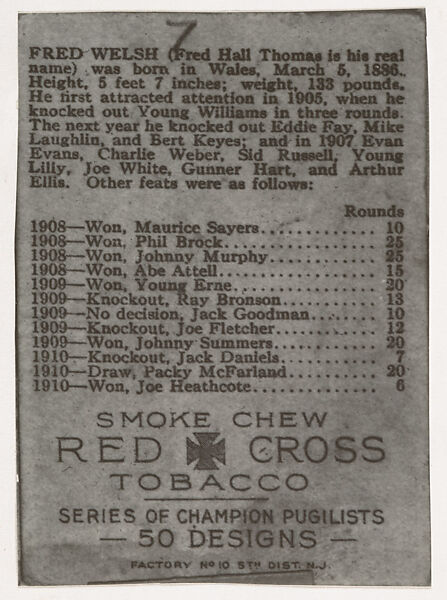 7
FRED WELSH (Fred Hall Thomas is his real
name) was born in Wales, March 5, 1886.
Height, 5 feet 7 inches; weight, 133 pounds.
He first attracted attention in 1905, when he
knocked out Young Williams in three rounds.
The next year he knocked out Eddie Fay, Mike
Laughlin, and Bert Keyes; and in 1907 Evan
Evans, Charlie Weber, Sid Russell, Young
Lilly, Joe White, Gunner Hart, and Arthur
Ellis. Other feats were as follows:
Rounds
1908—Won, Maurice Sayers.............. 10
1908—Won, Phil Brock.................. 25
1908—Won, Johnny Murphy............... 25
1908—Won, Abe Attell.................. 15
1909—Won, Young Erne.................. 20
1909—Knockout, Ray Bronson............ 13
1909—No decision, Jack Goodman........ 10
1909—Knockout, Joe Fletcher........... 12
1909—Won, Johnny Summers.............. 20
1910—Knockout, Jack Daniels........... 7
1910—Draw, Packy McFarland............ 20
1910—Won, Joe Heathcote............... 6
SMOKE CHEW
RED CROSS
TOBACCO
SERIES OF CHAMPION PUGILISTS
— 50 DESIGNS —
FACTORY Nº 10 5TH DIST. N.J.